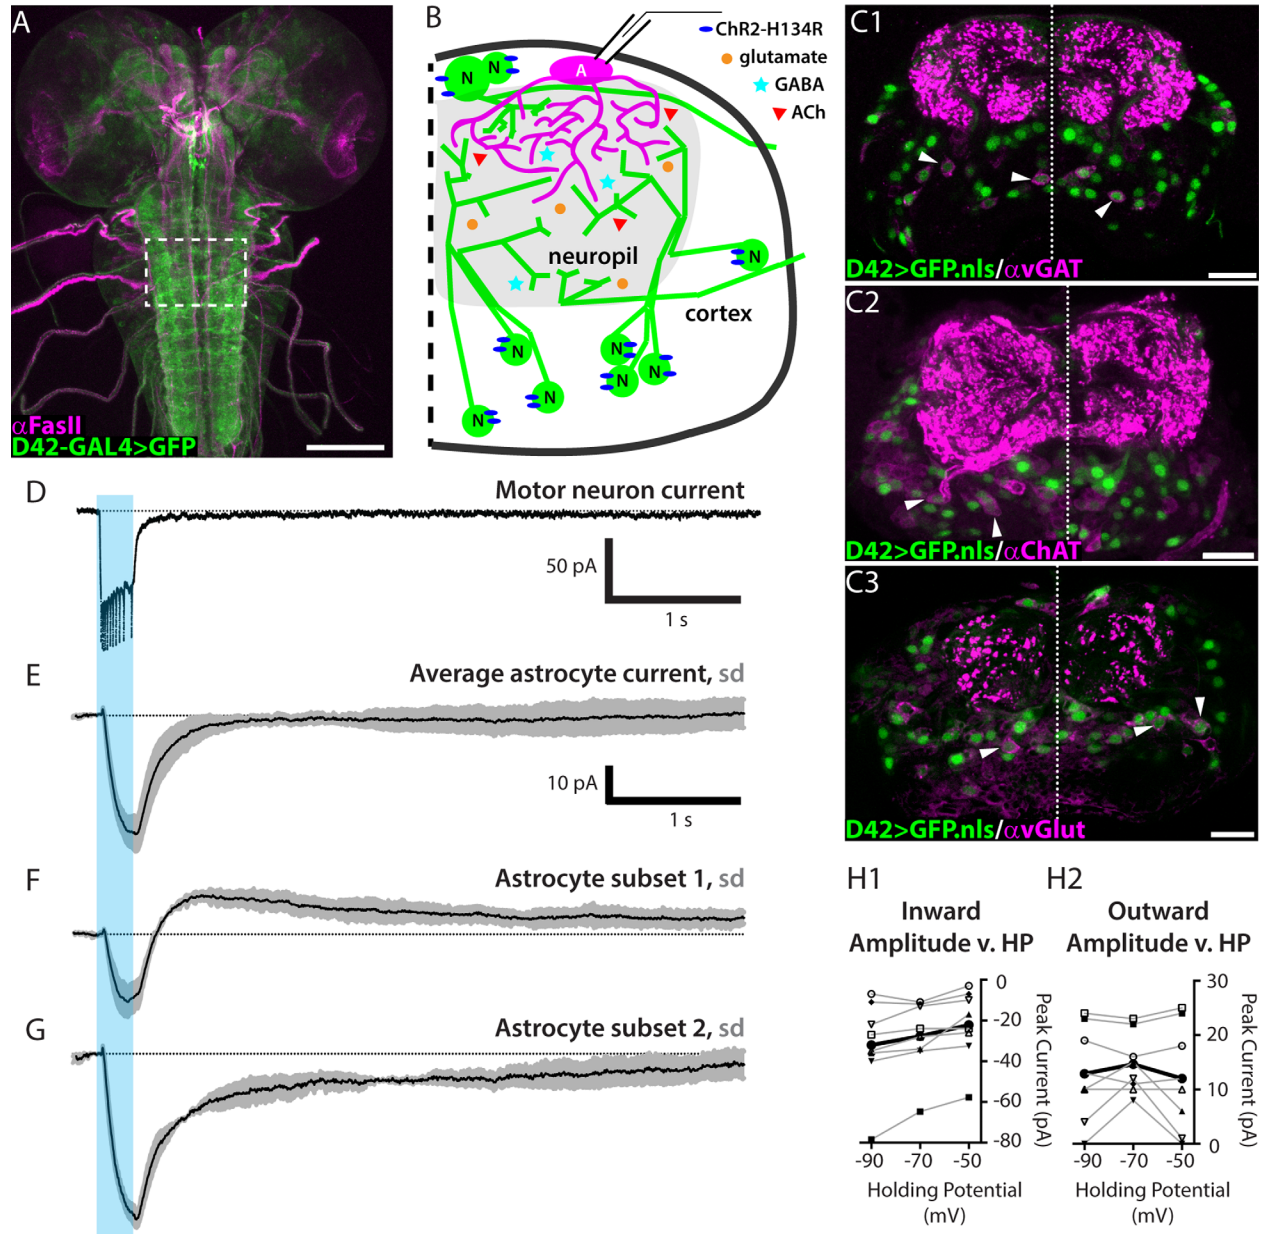 A
αFasII
D42-GAL4>GFP
B
ChR2-H134R
glutamate
GABA
ACh
N
N
A
neuropil
N
cortex
N
N
N
N
N
N
C1
D42>GFP.nls/αvGAT
C2
D42>GFP.nls/αChAT
C3
D42>GFP.nls/αvGlut
D
Motor neuron current
50 pA
1 s
E
Average astrocyte current, sd
10 pA
1 s
F
Astrocyte subset 1, sd
G
Astrocyte subset 2, sd
H1
Inward
Amplitude v. HP
0
-20
-40
-60
-80
Peak Current (pA)
-90 -70 -50
Holding Potential
(mV)
H2
Outward
Amplitude v. HP
30
20
10
0
Peak Current (pA)
-90 -70 -50
Holding Potential
(mV)